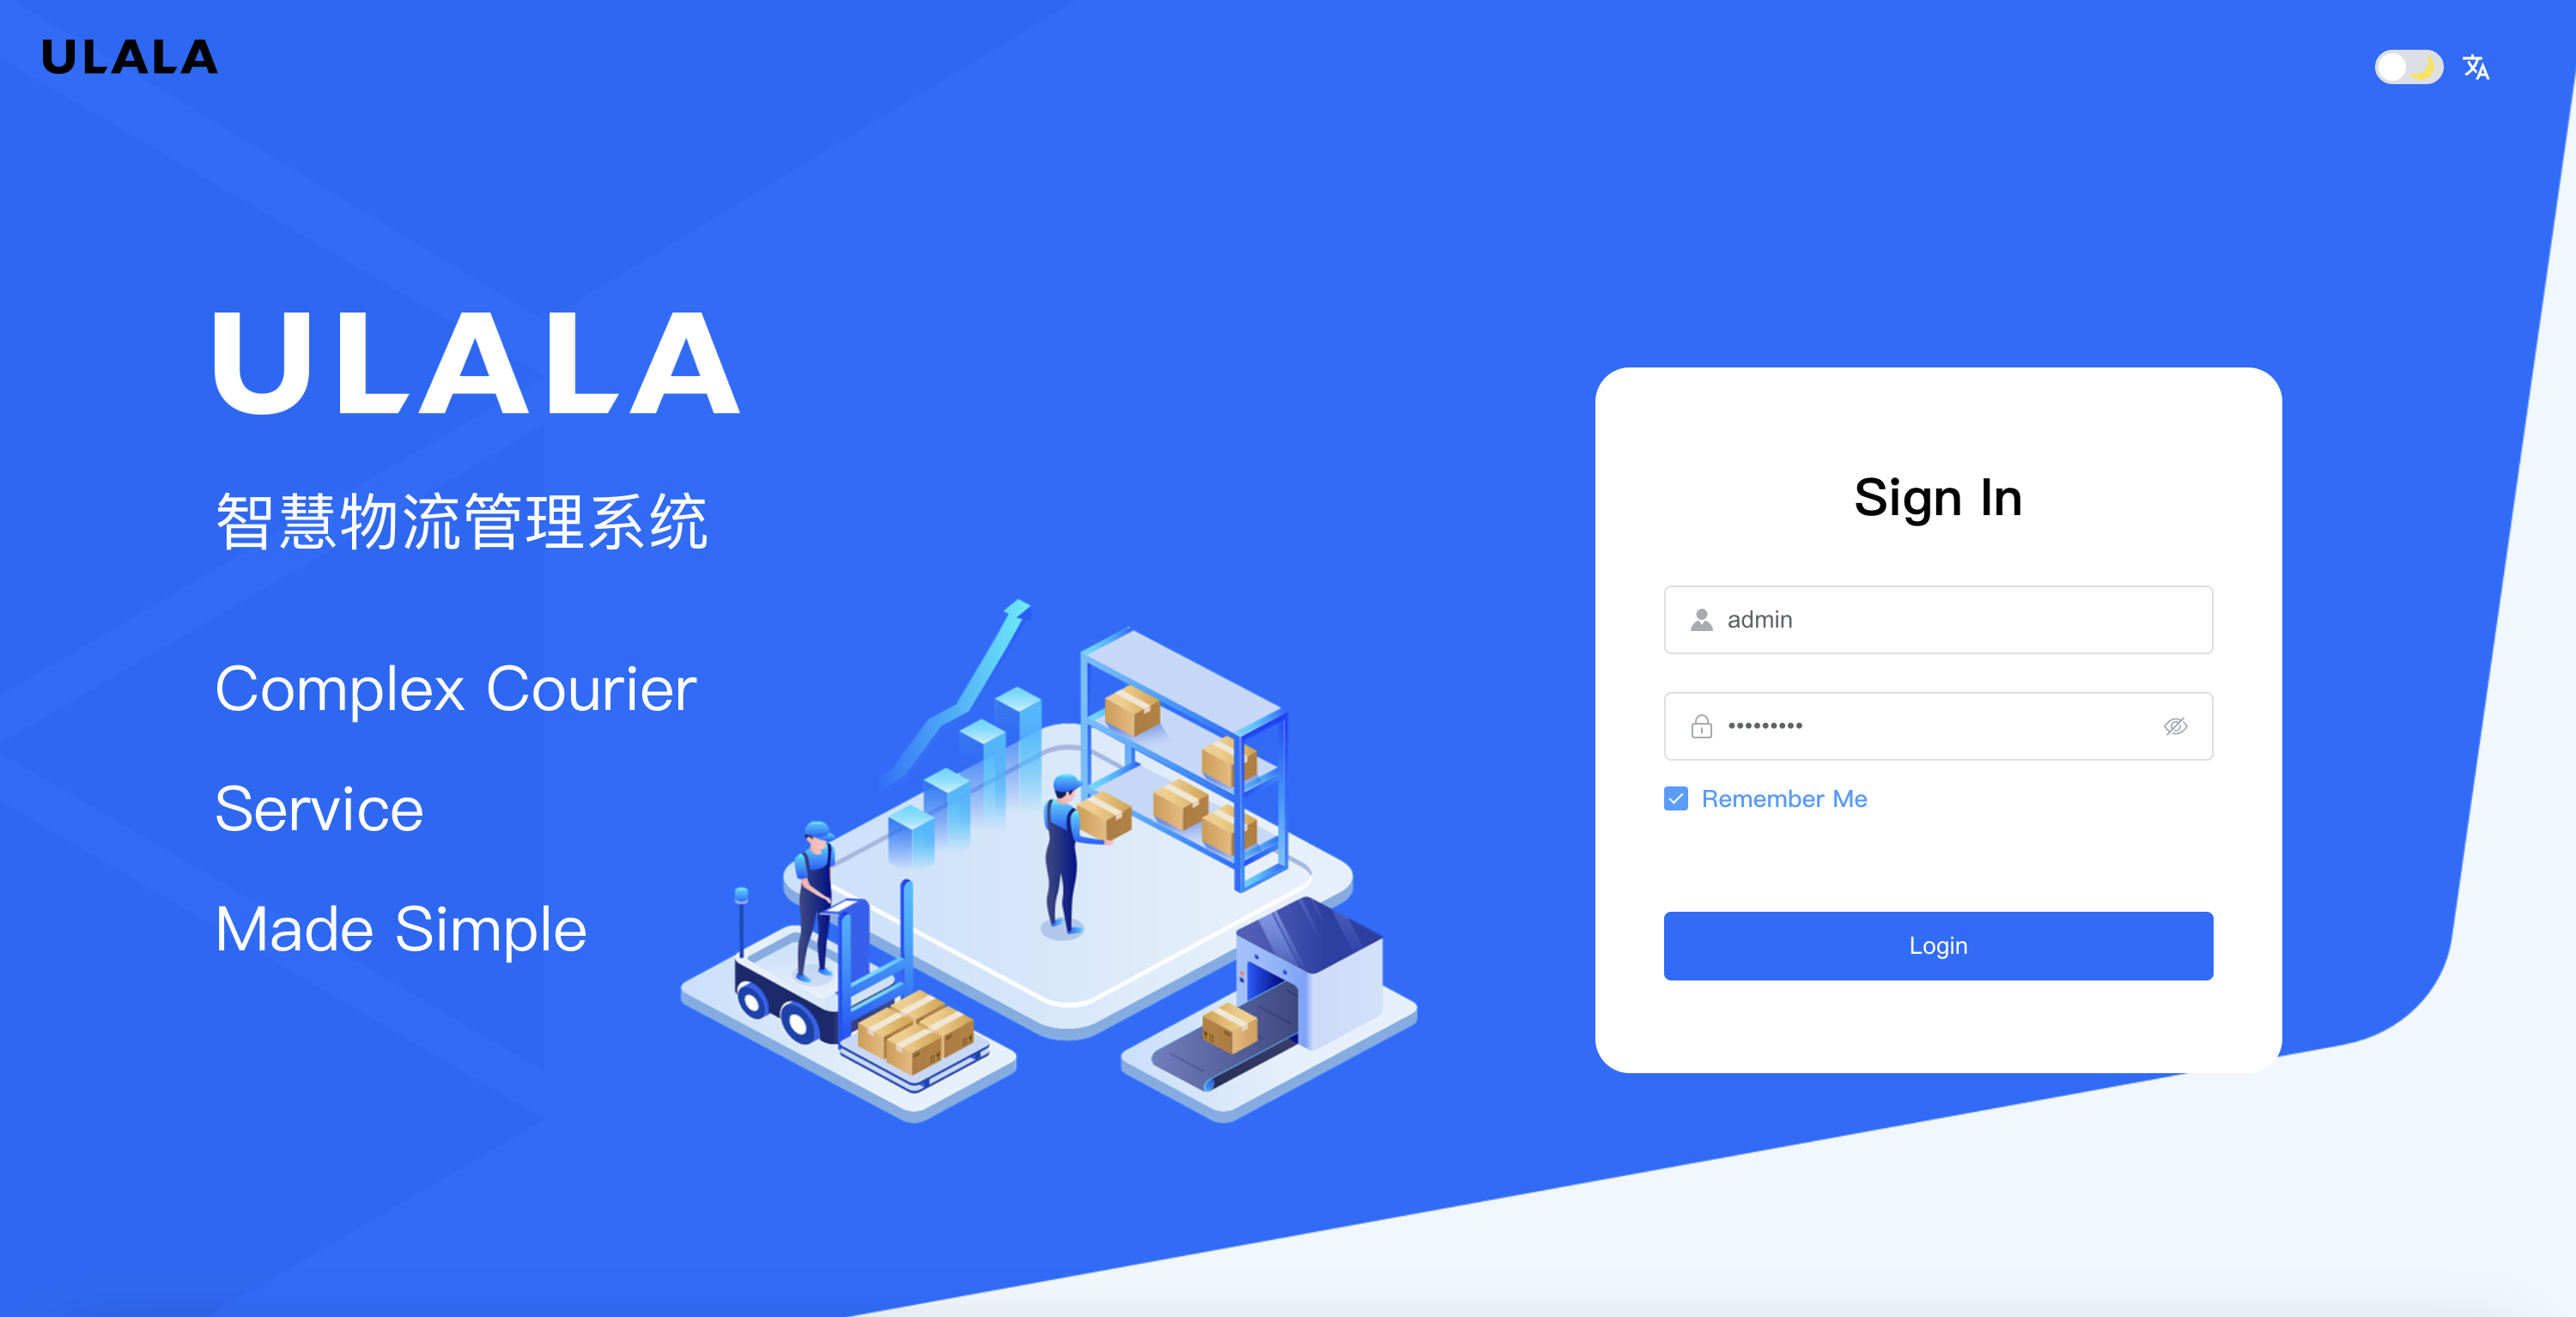 ULALA
ULALA
智慧物流管理系统
Complex Courier
Service
Made Simple
Sign In
admin
•••••••••
Remember Me
Login